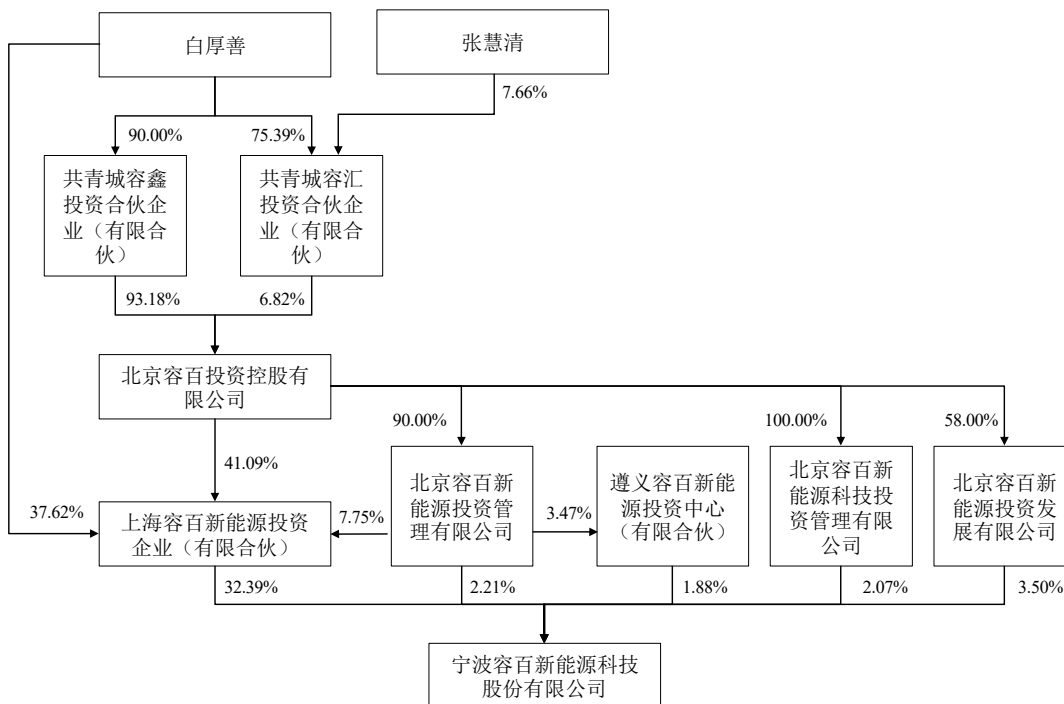 白厚善
张慧清
7.66%
90.00%
75.39%
共青城容鑫
投资合伙企
业（有限合
伙）
共青城容汇
投资合伙企
业（有限合
伙）
93.18%
6.82%
北京容百投资控股有
限公司
90.00%
100.00%
58.00%
41.09%
37.62%
上海容百新能源投资
企业（有限合伙）
7.75%
北京容百新
能源投资管
理有限公司
3.47%
遵义容百新能
源投资中心
（有限合伙）
北京容百新
能源科技投
资管理有限
公司
北京容百新
能源投资发
展有限公司
32.39%
2.21%
1.88%
2.07%
3.50%
宁波容百新能源科技
股份有限公司